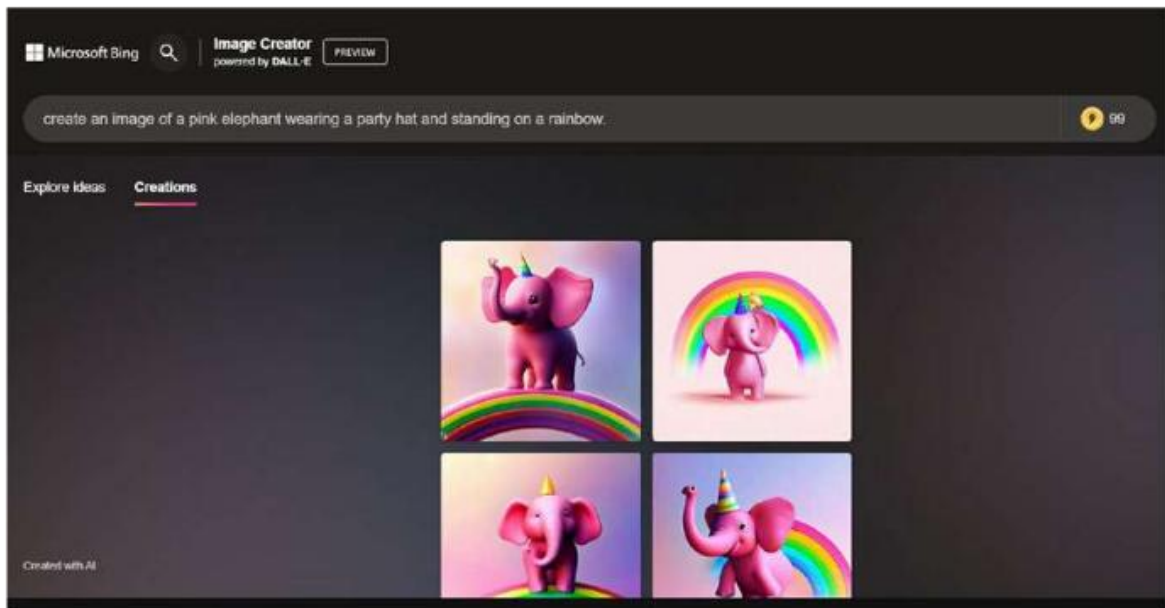 Microsoft Bing
Image Creator
powered by DALL·E
PREVIEW
create an image of a pink elephant wearing a party hat and standing on a rainbow.
99
Explore ideas
Creations
Created with AI